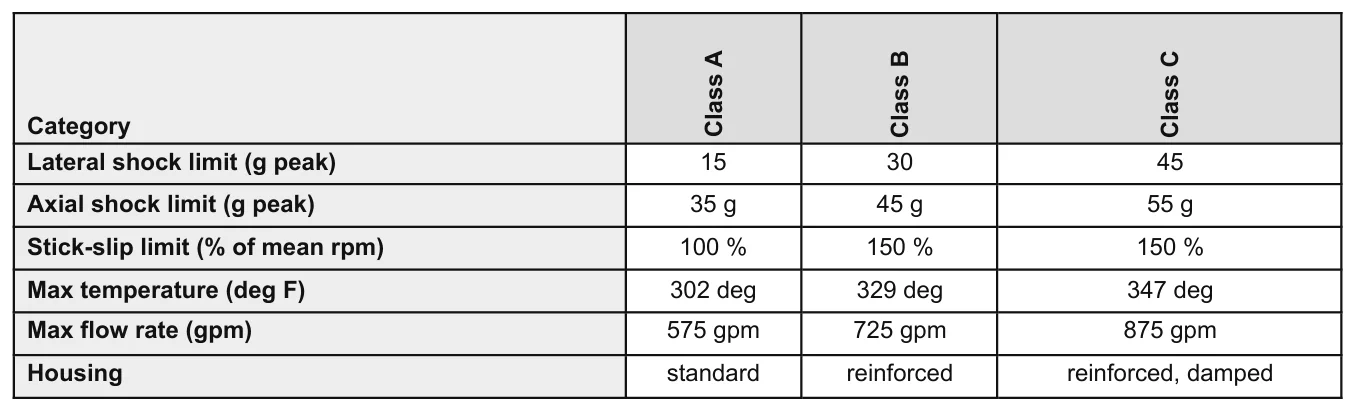 Category Class A Class B Class C
Lateral shock limit (g peak) 15 30 45
Axial shock limit (g peak) 35 g 45 g 55 g
Stick-slip limit (% of mean rpm) 100 % 150 % 150 %
Max temperature (deg F) 302 deg 329 deg 347 deg
Max flow rate (gpm) 575 gpm 725 gpm 875 gpm
Housing standard reinforced reinforced, damped